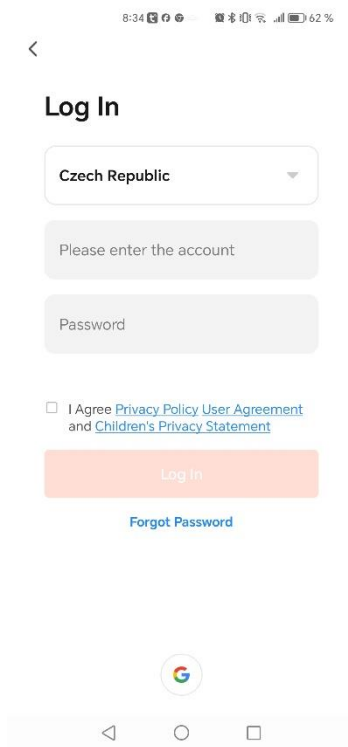 8:34 62 %
Log In
Czech Republic
Please enter the account
Password
I Agree Privacy Policy User Agreement
and Children's Privacy Statement
Log In
Forgot Password